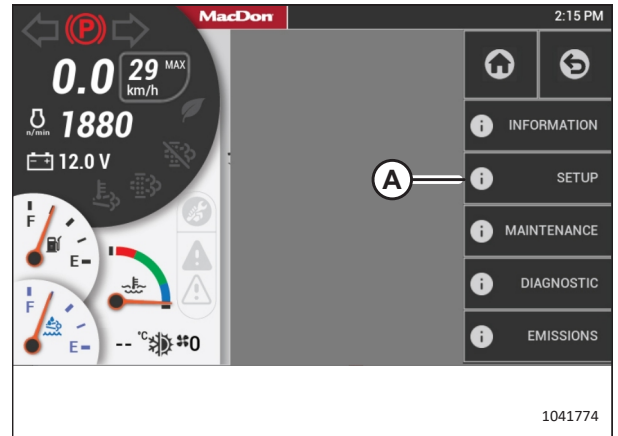 MacDon
2:15 PM
P
0.0
29 MAX
km/h
n/min
1880
12.0 V
INFORMATION
A
SETUP
F
E
MAINTENANCE
F
E
DIAGNOSTIC
-- °C
0
EMISSIONS
1041774